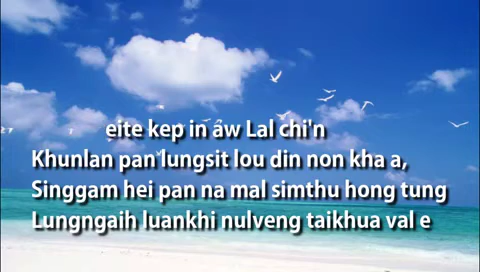 eite kep in aw Lal chi'n
Khunlan pan lungsit lou din non kha a,
Singgam hei pan na mal simthu hong tung
Lungngaih luankhi nulveng taikhua val e